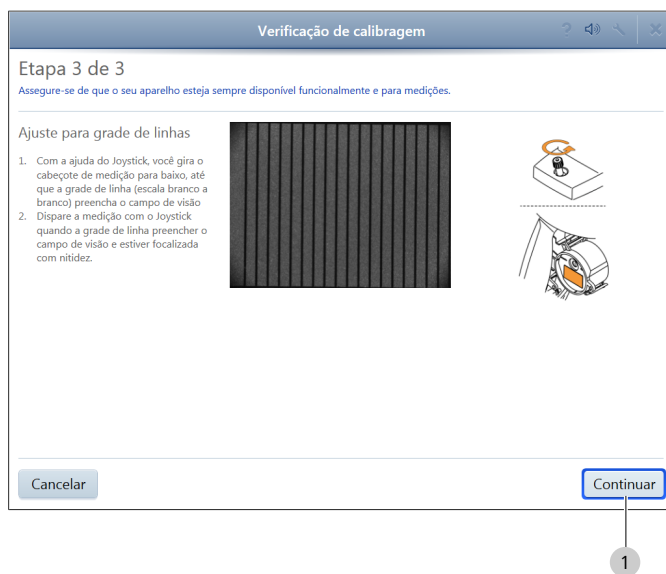 Verificação de calibragem
?
Etapa 3 de 3
Assegure-se de que o seu aparelho esteja sempre disponível funcionalmente e para medições.
Ajuste para grade de linhas
1. Com a ajuda do Joystick, você gira o
cabeçote de medição para baixo, até
que a grade de linha (escala branco a
branco) preencha o campo de visão
2. Dispare a medição com o Joystick
quando a grade de linha preencher o
campo de visão e estiver focalizada
com nitidez.
Cancelar
Continuar
1